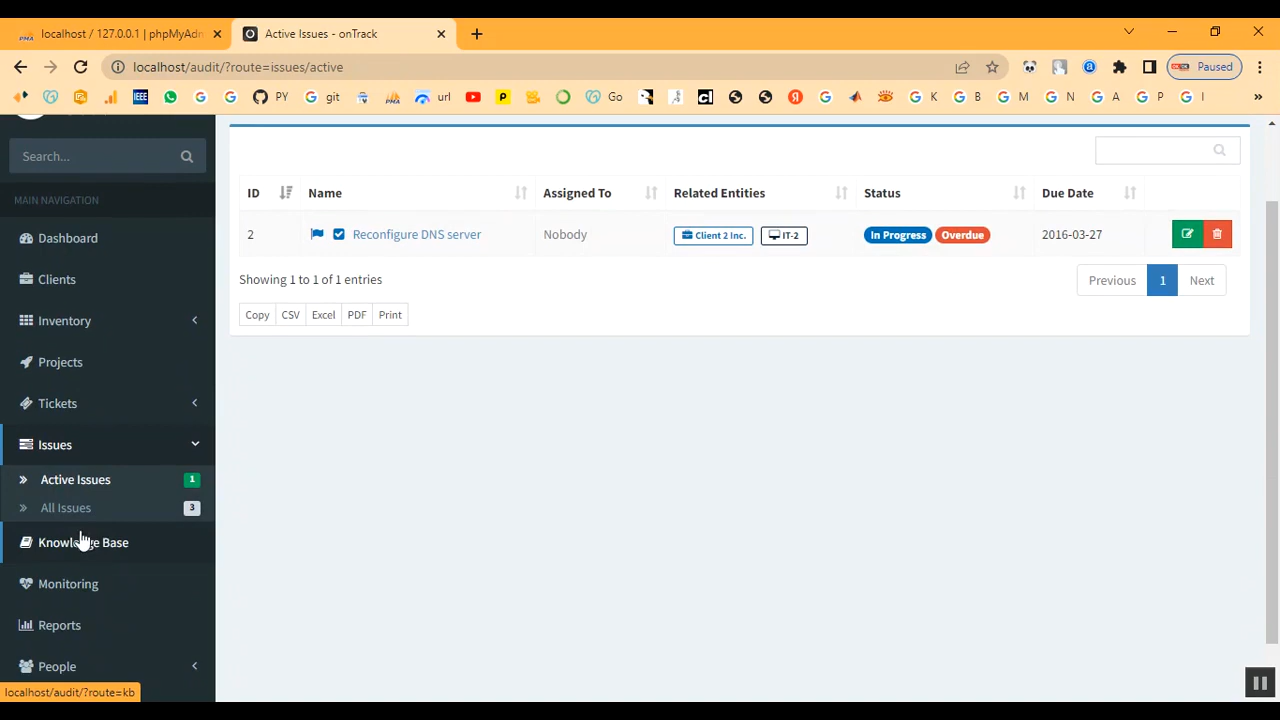 localhost / 127.0.0.1 | phpMyAdn
Active Issues - onTrack
localhost/audit/?route=issues/active
Paused
IEEE
PY
git
PMA
url
Go
K
B
M
N
A
P
I
Search...
MAIN NAVIGATION
Dashboard
Clients
Inventory
Projects
Tickets
Issues
Active Issues 1
All Issues 3
Knowledge Base
Monitoring
Reports
People
localhost/audit/?route=kb
ID Name Assigned To Related Entities Status Due Date
2 Reconfigure DNS server Nobody Client 2 Inc. IT-2 In Progress Overdue 2016-03-27
Showing 1 to 1 of 1 entries
Previous 1 Next
Copy CSV Excel PDF Print